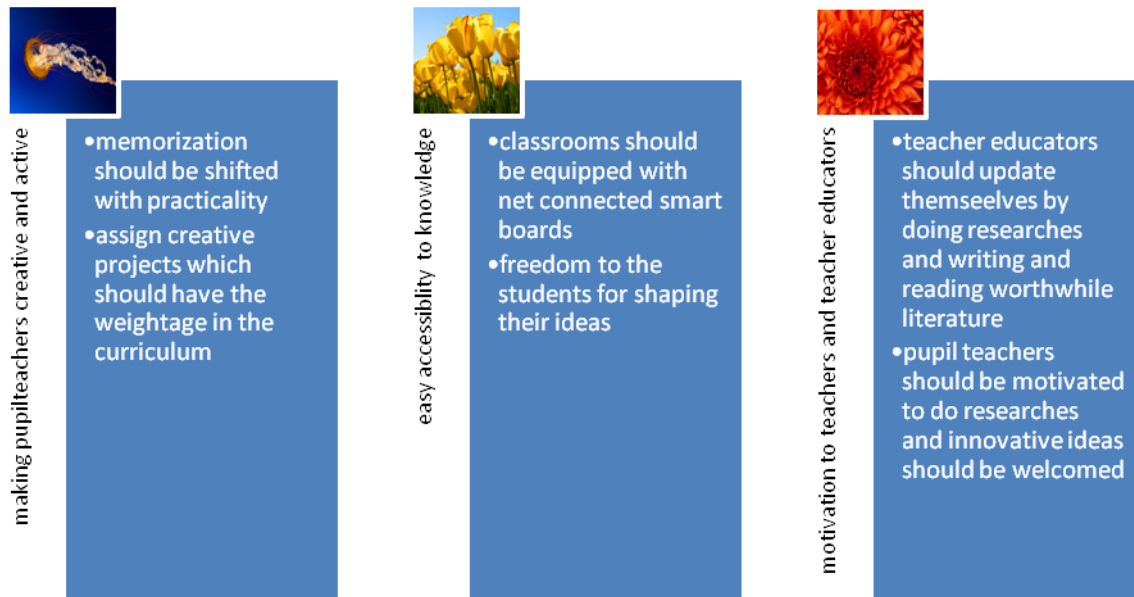 making pupilteachers creative and active
•memorization
should be shifted
with practicality
•assign creative
projects which
should have the
weightage in the
curriculum
easy accessiblity to knowledge
•classrooms should
be equipped with
net connected smart
boards
•freedom to the
students for shaping
their ideas
motivation to teachers and teacher educators
•teacher educators
should update
themseelves by
doing researches
and writing and
reading worthwhile
literature
•pupil teachers
should be motivated
to do researches
and innovative ideas
should be welcomed